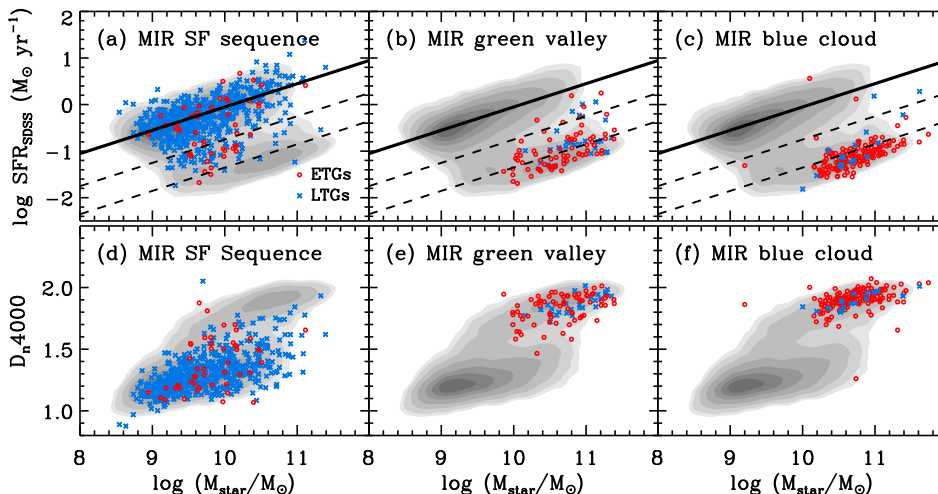 (a) MIR SF sequence
(b) MIR green valley
(c) MIR blue cloud
log SFR_SDSS (M_⊙ yr⁻¹)
2
1
0
−1
−2
ETGs
LTGs
(d) MIR SF Sequence
(e) MIR green valley
(f) MIR blue cloud
D_n4000
2.0
1.5
1.0
8 9 10 11 8 9 10 11 8 9 10 11
log (M_star/M_⊙) log (M_star/M_⊙) log (M_star/M_⊙)